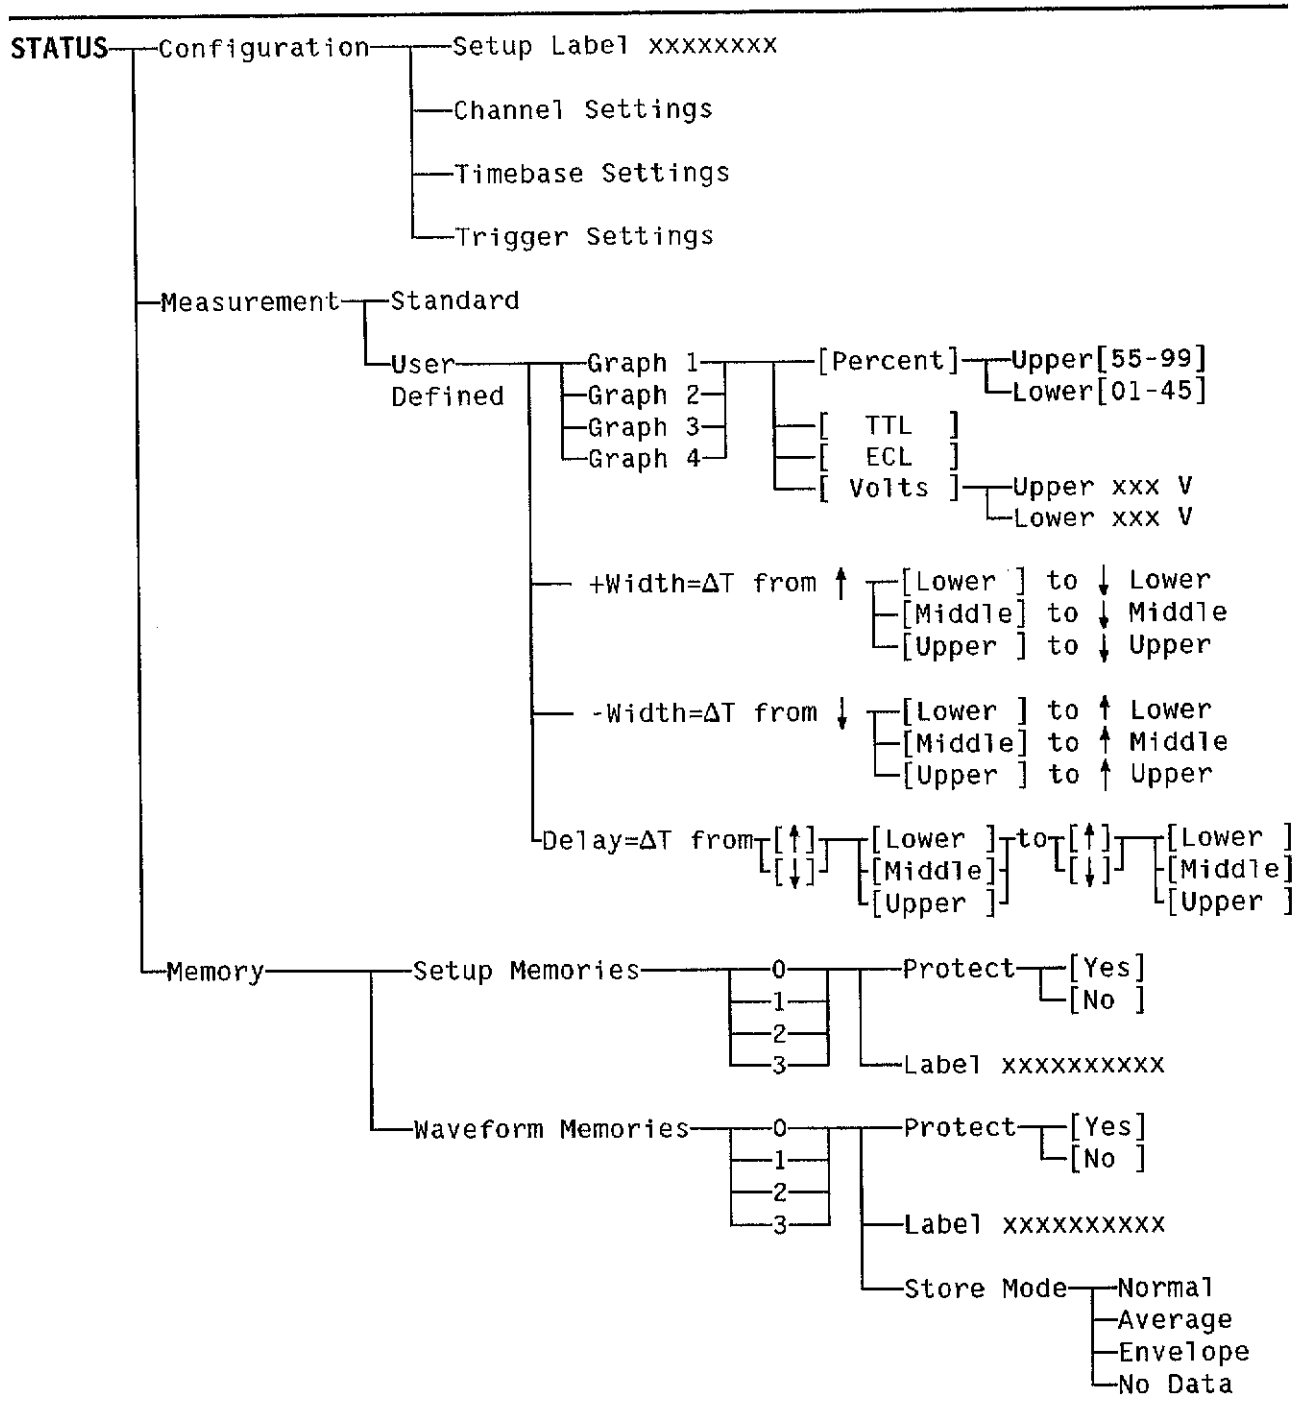 STATUS Configuration Setup Label xxxxxxxx
Channel Settings
Timebase Settings
Trigger Settings
Measurement Standard
User Graph 1 [Percent] Upper[55-99]
Defined Graph 2 Lower[01-45]
Graph 3 [ TTL ]
Graph 4 [ ECL ]
[ Volts ] Upper xxx V
Lower xxx V
+Width=ΔT from ↑ [Lower ] to ↓ Lower
[Middle] to ↓ Middle
[Upper ] to ↓ Upper
-Width=ΔT from ↓ [Lower ] to ↑ Lower
[Middle] to ↑ Middle
[Upper ] to ↑ Upper
Delay=ΔT from [↑] [Lower ] to [↑] [Lower ]
[↓] [Middle] [↓] [Middle]
[Upper ] [Upper ]
Memory Setup Memories 0 Protect [Yes]
1 [No ]
2
3 Label xxxxxxxxxx
Waveform Memories 0 Protect [Yes]
1 [No ]
2
3 Label xxxxxxxxxx
Store Mode Normal
Average
Envelope
No Data